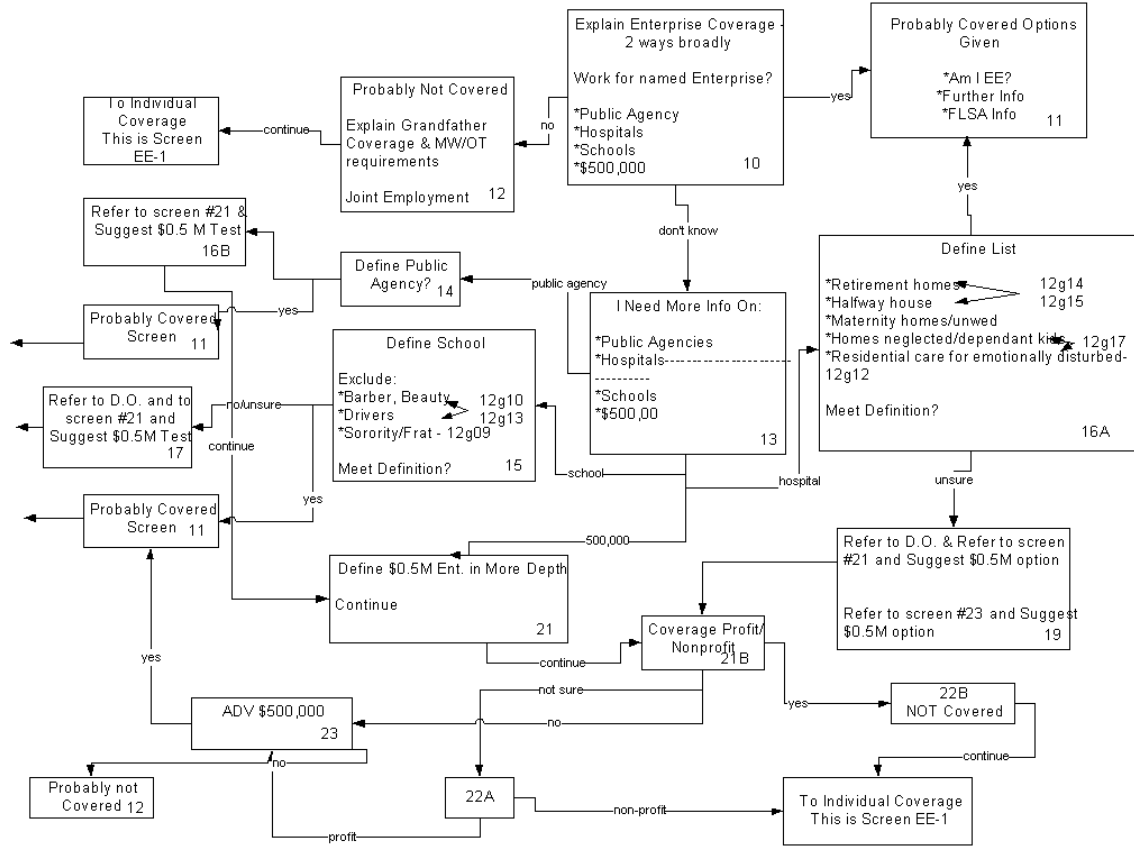 Explain Enterprise Coverage -
2 ways broadly
Work for named Enterprise?
*Public Agency
*Hospitals
*Schools
*$500,000
10
yes
Probably Covered Options
Given
*Am I EE?
*Further Info
*FLSA Info
11
no
Probably Not Covered
Explan Grandfather
Coverage & MW/OT
requirements
Joint Employment
12
continue
To Individual
Coverage
This is Screen
EE-1
don't know
yes
Refer to screen #21 &
Suggest $0.5 M Test
16B
Define Public
Agency?
14
public agency
I Need More Info On:
*Public Agencies
*Hospitals----------------------
----------
*Schools
*$500,00
13
Define List
*Retirement homes
12g14
*Halfway house
12g15
*Maternity homes/unwed
*Homes neglected/dependant kids
12g17
*Residential care for emotionally disturbed-
12g12
Meet Definition?
16A
yes
Probably Covered
Screen
11
Define School
Exclude:
*Barber, Beauty
12g10
*Drivers
12g13
*Sorority/Frat - 12g09
Meet Definition?
15
no/unsure
Refer to D.O. and to
screen #21 and
Suggest $0.5M Test
17
continue
school
hospital
unsure
yes
Probably Covered
Screen
11
500,000
Define $0.5M Ent. in More Depth
Continue
21
Refer to D.O. & Refer to screen
#21 and Suggest $0.5M option
Refer to screen #23 and Suggest
$0.5M option
19
continue
Coverage Profit/
Nonprofit
21B
yes
not sure
yes
22B
NOT Covered
no
ADV $500,000
23
continue
no
Probably not
Covered
12
22A
non-profit
To Individual Coverage
This is Screen EE-1
profit